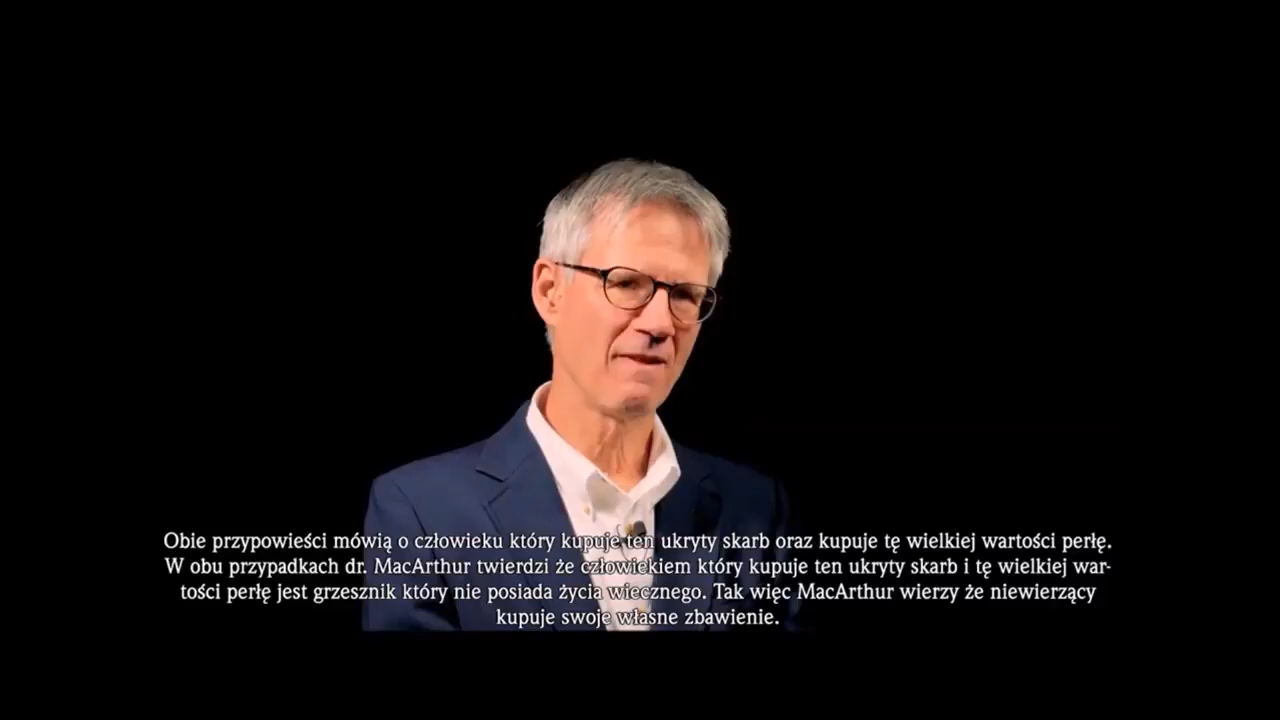 Obie przypowieści mówią o człowieku który kupuje ten ukryty skarb oraz kupuje tę wielkiej wartości perłę.
W obu przypadkach dr. MacArthur twierdzi że człowiekiem który kupuje ten ukryty skarb i tę wielkiej war-
tości perłę jest grzesznik który nie posiada życia wiecznego. Tak więc MacArthur wierzy że niewierzący
kupuje swoje własne zbawienie.